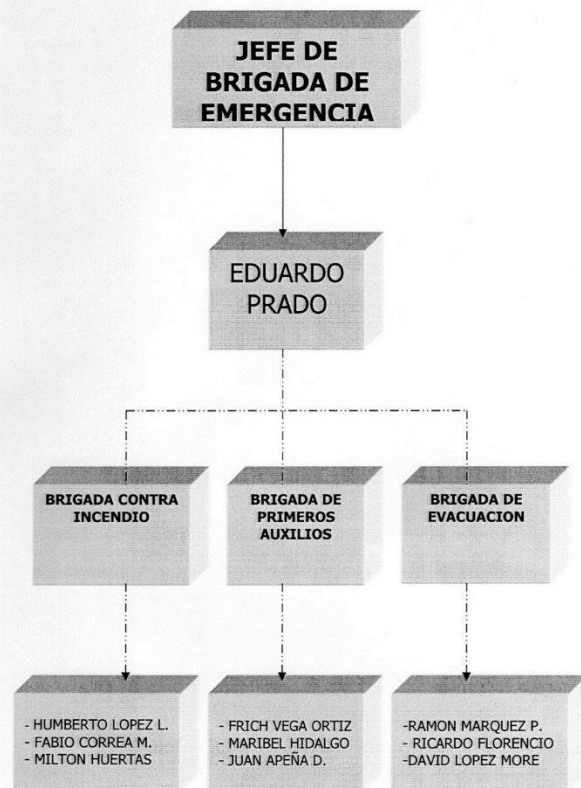 JEFE DE
BRIGADA DE
EMERGENCIA
EDUARDO
PRADO
BRIGADA CONTRA
INCENDIO
BRIGADA DE
PRIMEROS
AUXILIOS
BRIGADA DE
EVACUACION
- HUMBERTO LOPEZ L.
- FABIO CORREA M.
- MILTON HUERTAS
- FRICH VEGA ORTIZ
- MARIBEL HIDALGO
- JUAN APEÑA D.
-RAMON MARQUEZ P.
- RICARDO FLORENCIO
-DAVID LOPEZ MORE